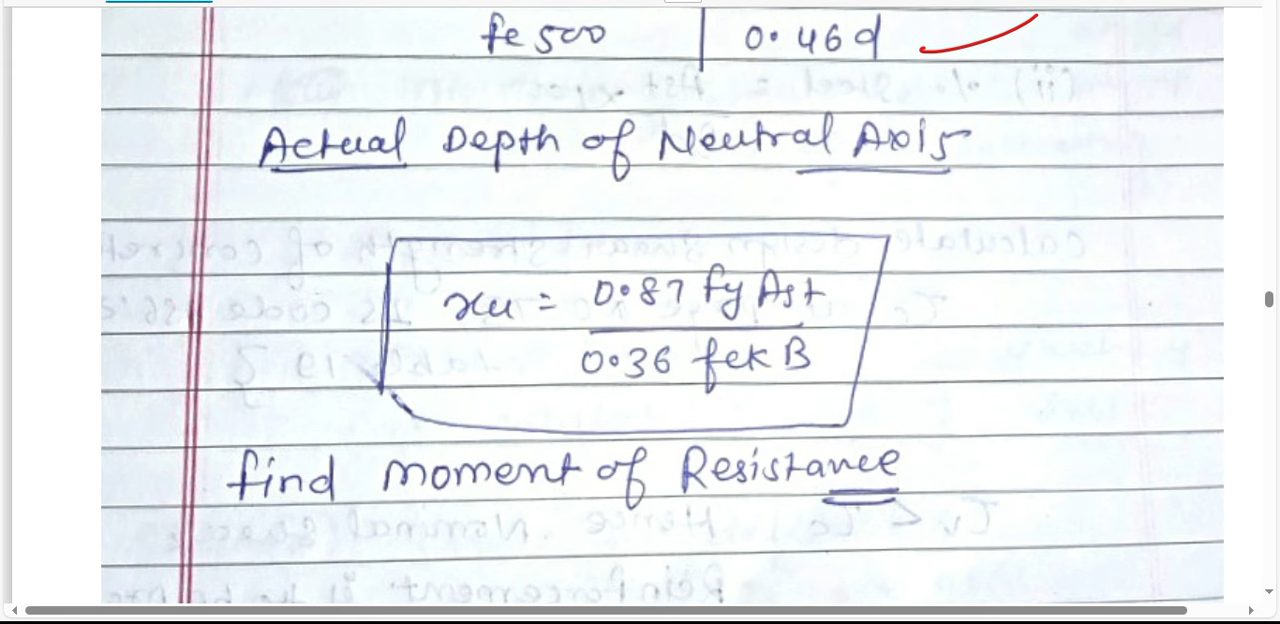 fe 500 | 0.46d
Actual Depth of Neutral Axis
xu = 0.87 fy Ast
0.36 fck B
find moment of Resistance